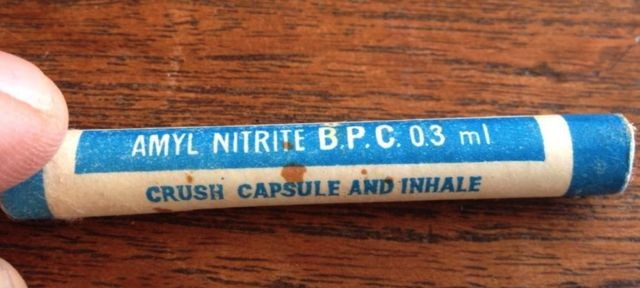 AMYL NITRITE B.P.C. 0.3 ml
CRUSH CAPSULE AND INHALE